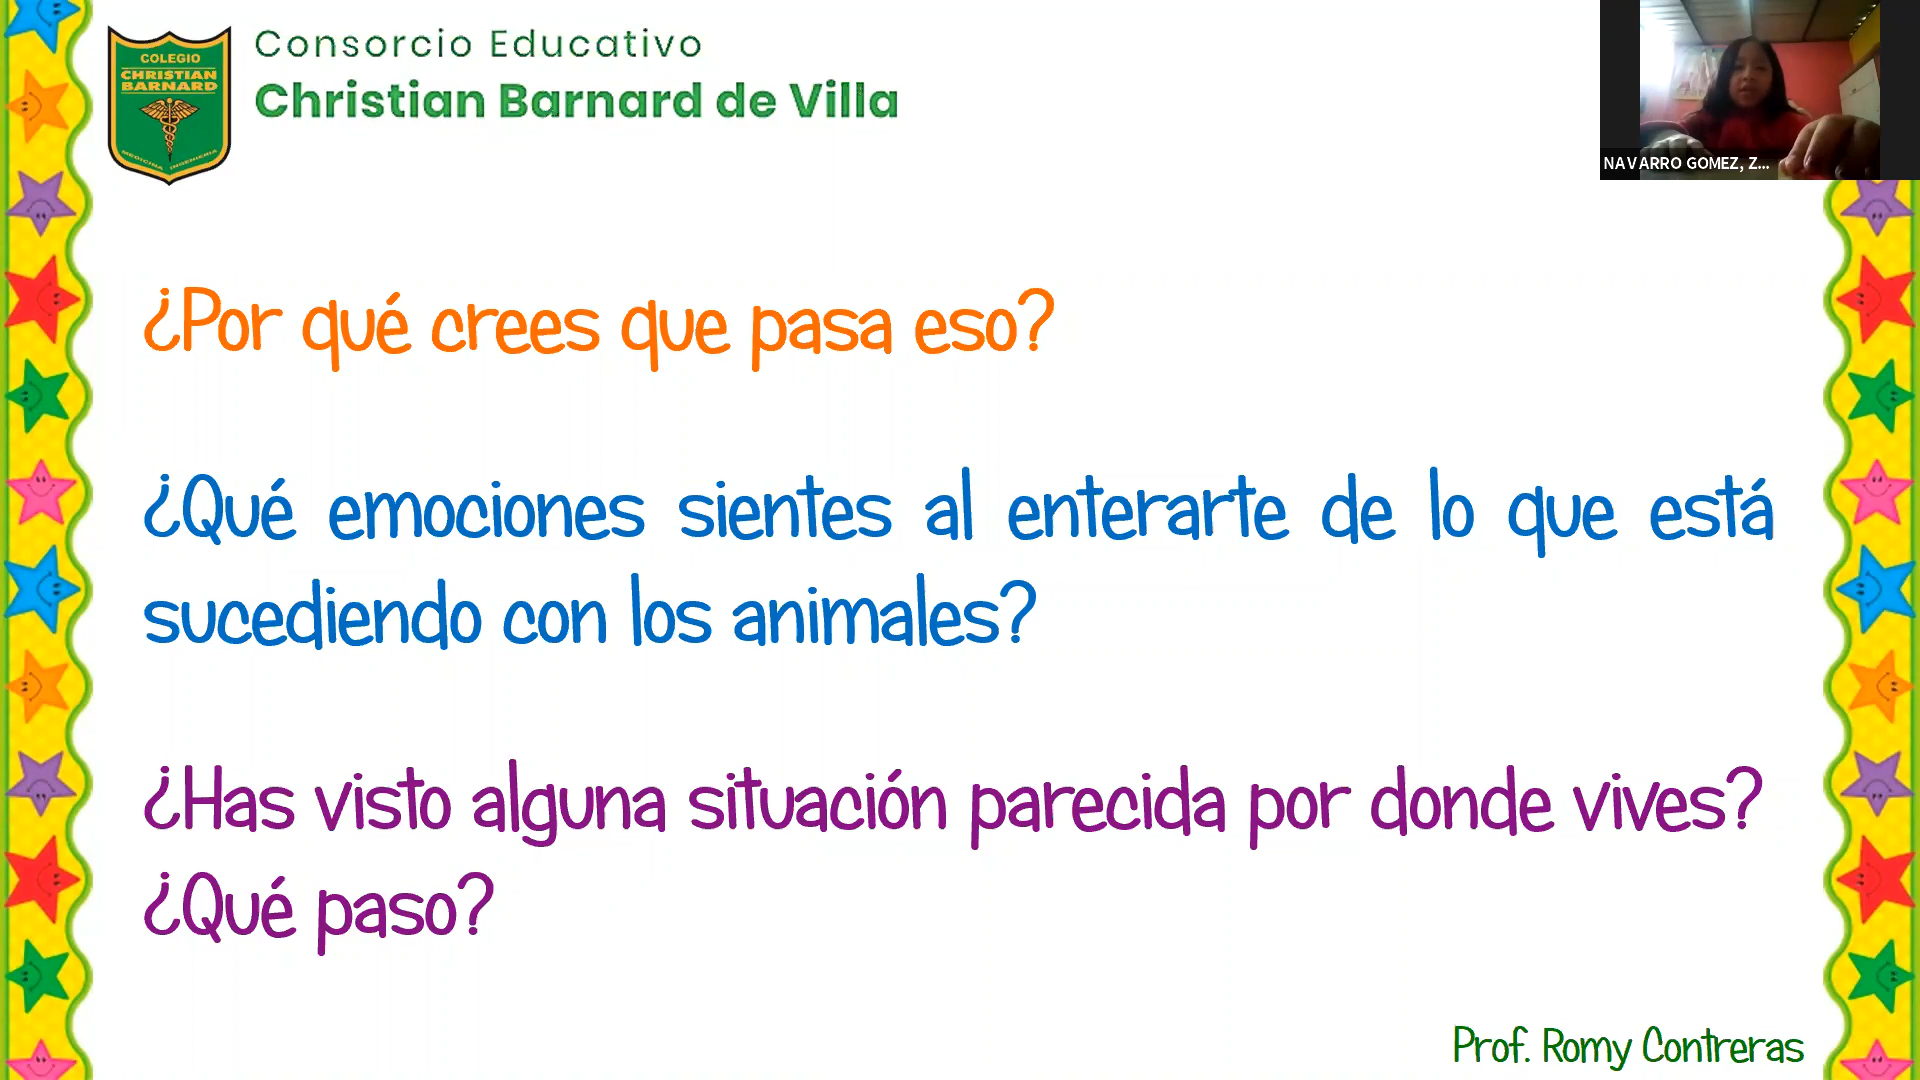 COLEGIO
CHRISTIAN
BARNARD
MEDICINA INGENIERIA
Consorcio Educativo
Christian Barnard de Villa
NAVARRO GOMEZ, Z...
¿Por qué crees que pasa eso?
¿Qué emociones sientes al enterarte de lo que está
sucediendo con los animales?
¿Has visto alguna situación parecida por donde vives?
¿Qué paso?
Prof. Romy Contreras